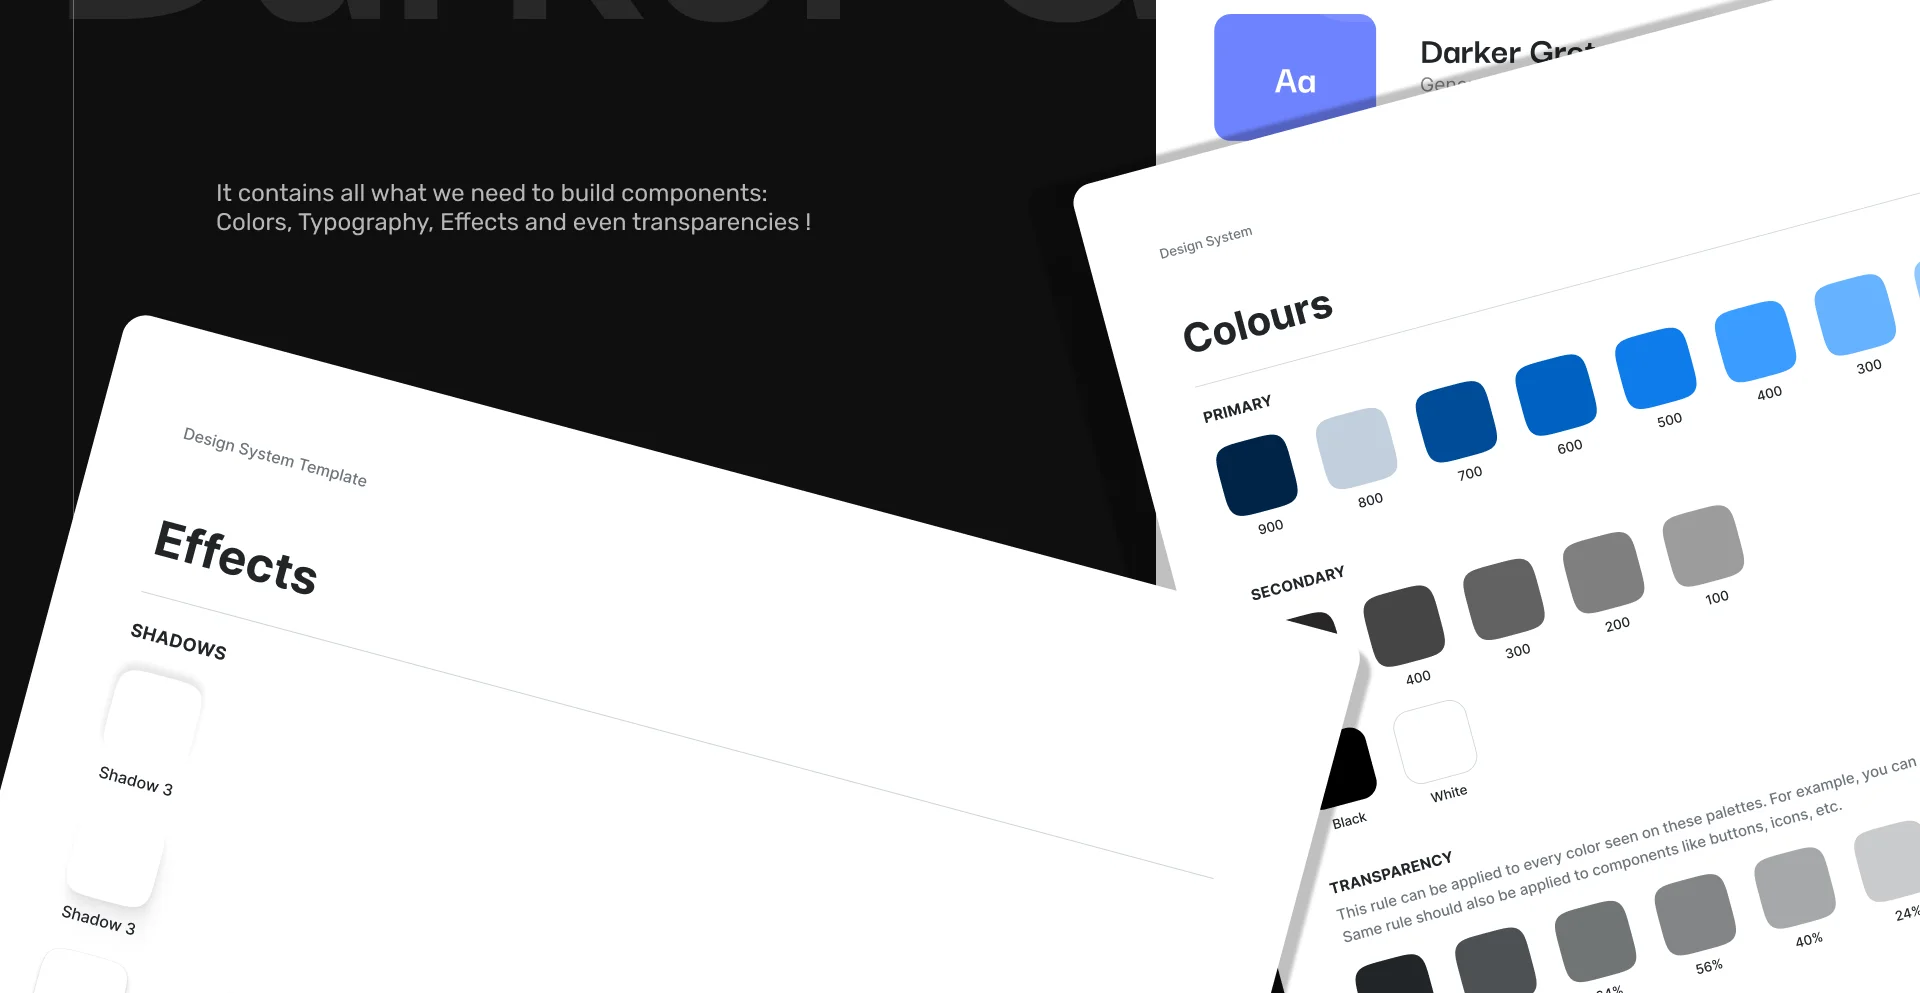 Darker G
Aa
Darker Grot
Gene
It contains all what we need to build components:
Colors, Typography, Effects and even transparencies !
Design System
Colours
PRIMARY
900
800
700
600
500
400
300
SECONDARY
400
300
200
100
Black
White
TRANSPARENCY
This rule can be applied to every color seen on these palettes. For example, you can
Same rule should also be applied to components like buttons, icons, etc.
56%
40%
24%
Design System Template
Effects
SHADOWS
Shadow 3
Shadow 3